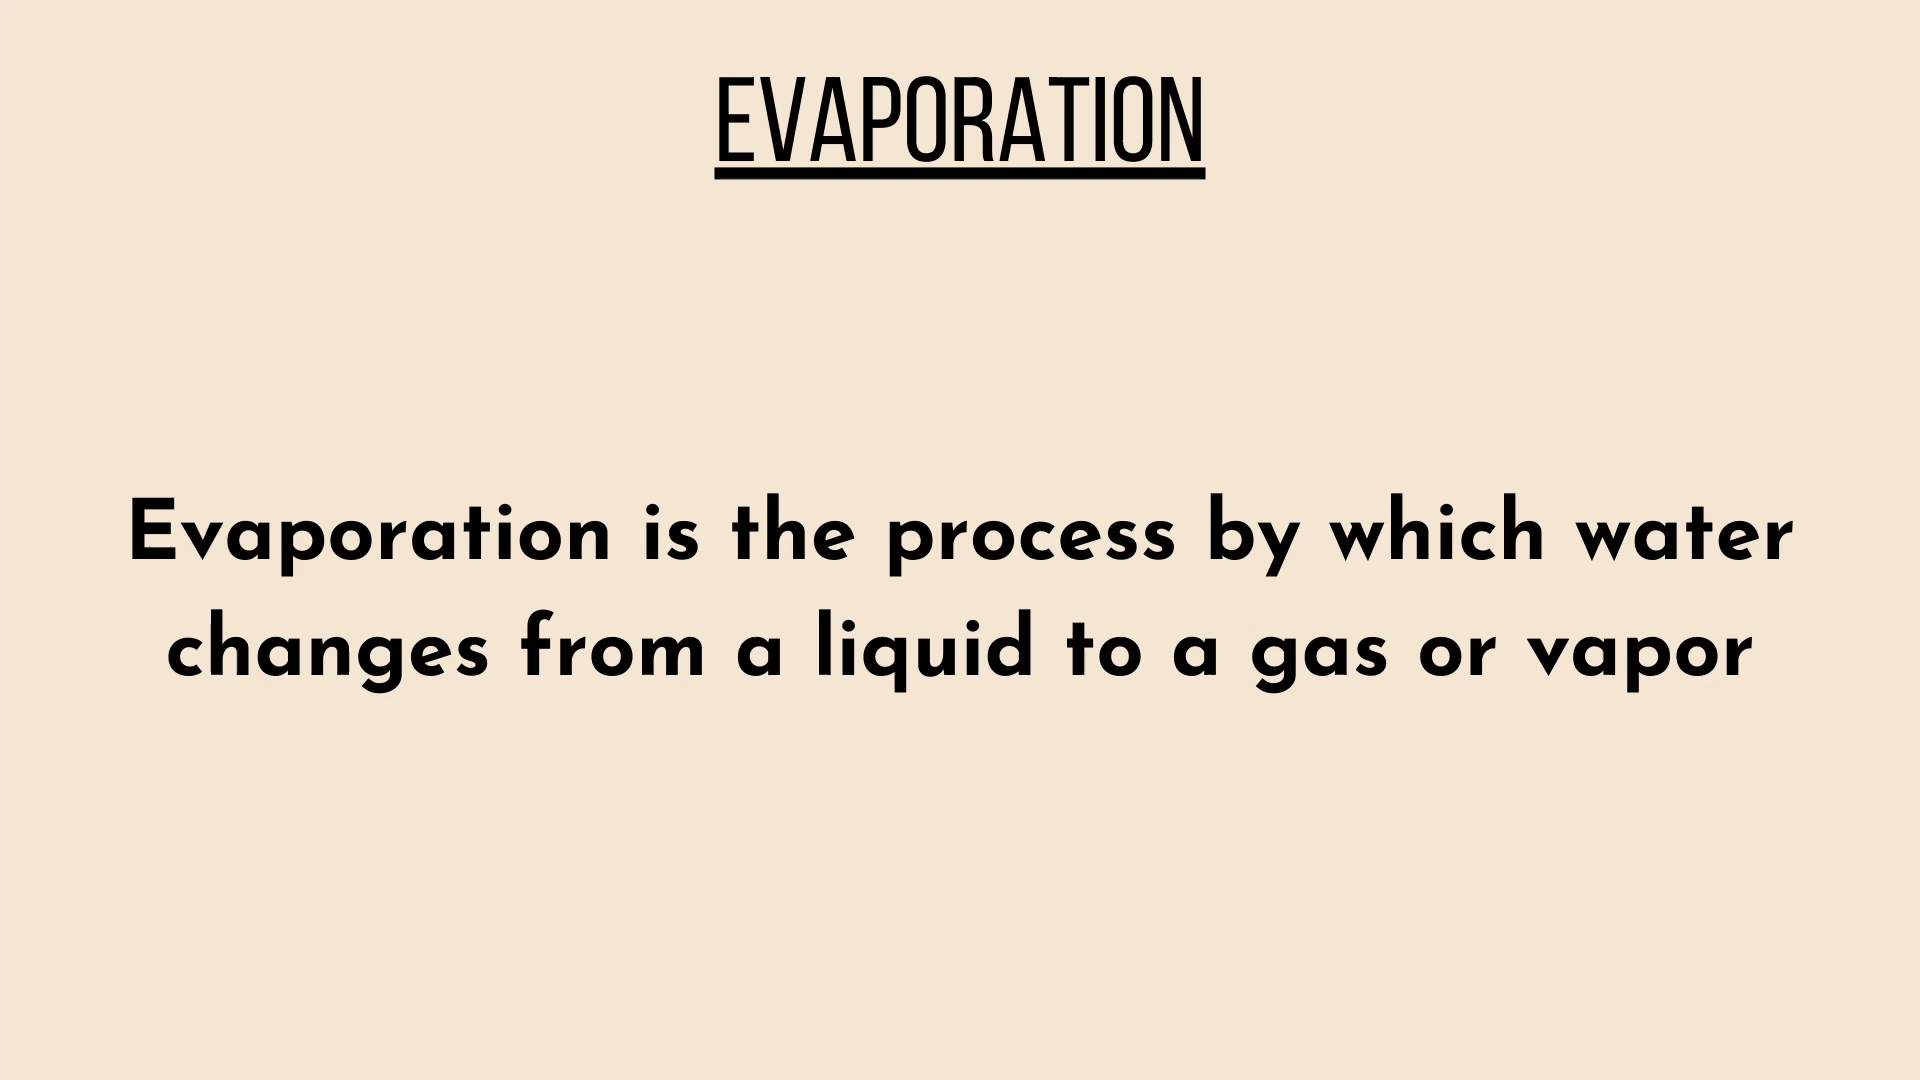 EVAPORATION
Evaporation is the process by which water
changes from a liquid to a gas or vapor